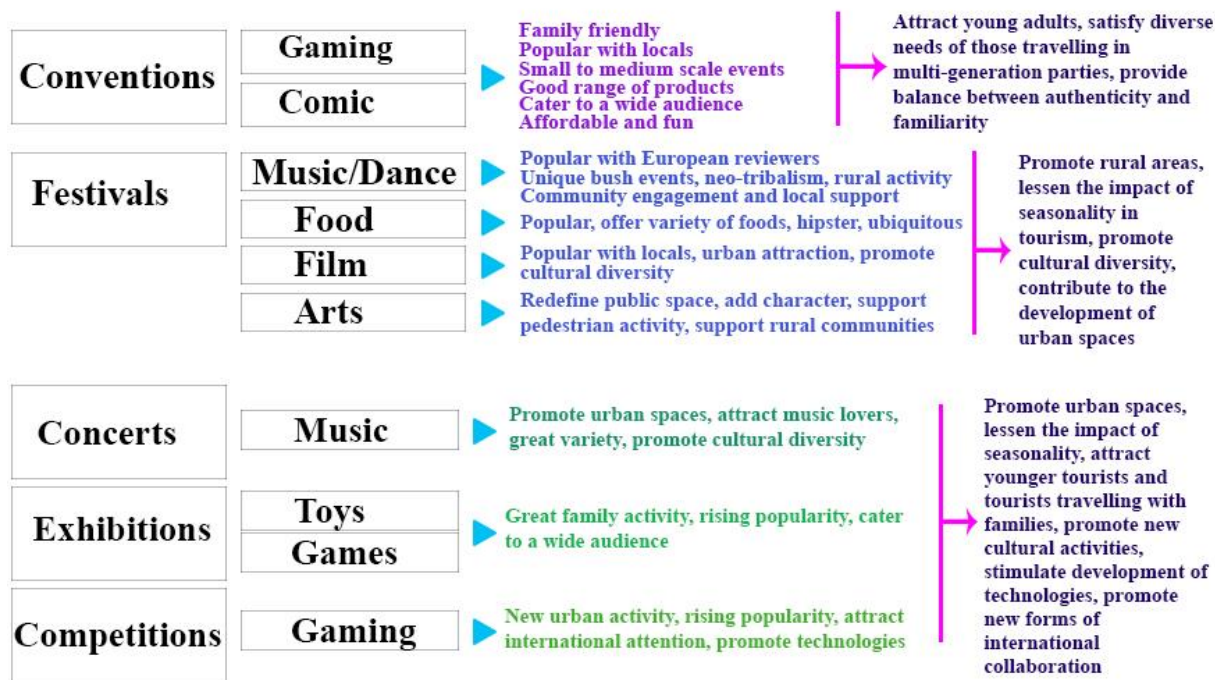 Conventions
Gaming
Comic
Family friendly
Popular with locals
Small to medium scale events
Good range of products
Cater to a wide audience
Affordable and fun
Attract young adults, satisfy diverse
needs of those travelling in
multi-generation parties, provide
balance between authenticity and
familiarity
Festivals
Music/Dance
Popular with European reviewers
Unique bush events, neo-tribalism, rural activity
Community engagement and local support
Food
Popular, offer variety of foods, hipster, ubiquitous
Film
Popular with locals, urban attraction, promote
cultural diversity
Arts
Redefine public space, add character, support
pedestrian activity, support rural communities
Promote rural areas,
lessen the impact of
seasonality in
tourism, promote
cultural diversity,
contribute to the
development of
urban spaces
Concerts
Music
Promote urban spaces, attract music lovers,
great variety, promote cultural diversity
Exhibitions
Toys
Games
Great family activity, rising popularity, cater
to a wide audience
Competitions
Gaming
New urban activity, rising popularity, attract
international attention, promote technologies
Promote urban spaces,
lessen the impact of
seasonality, attract
younger tourists and
tourists travelling with
families, promote new
cultural activities,
stimulate development of
technologies, promote
new forms of
international
collaboration